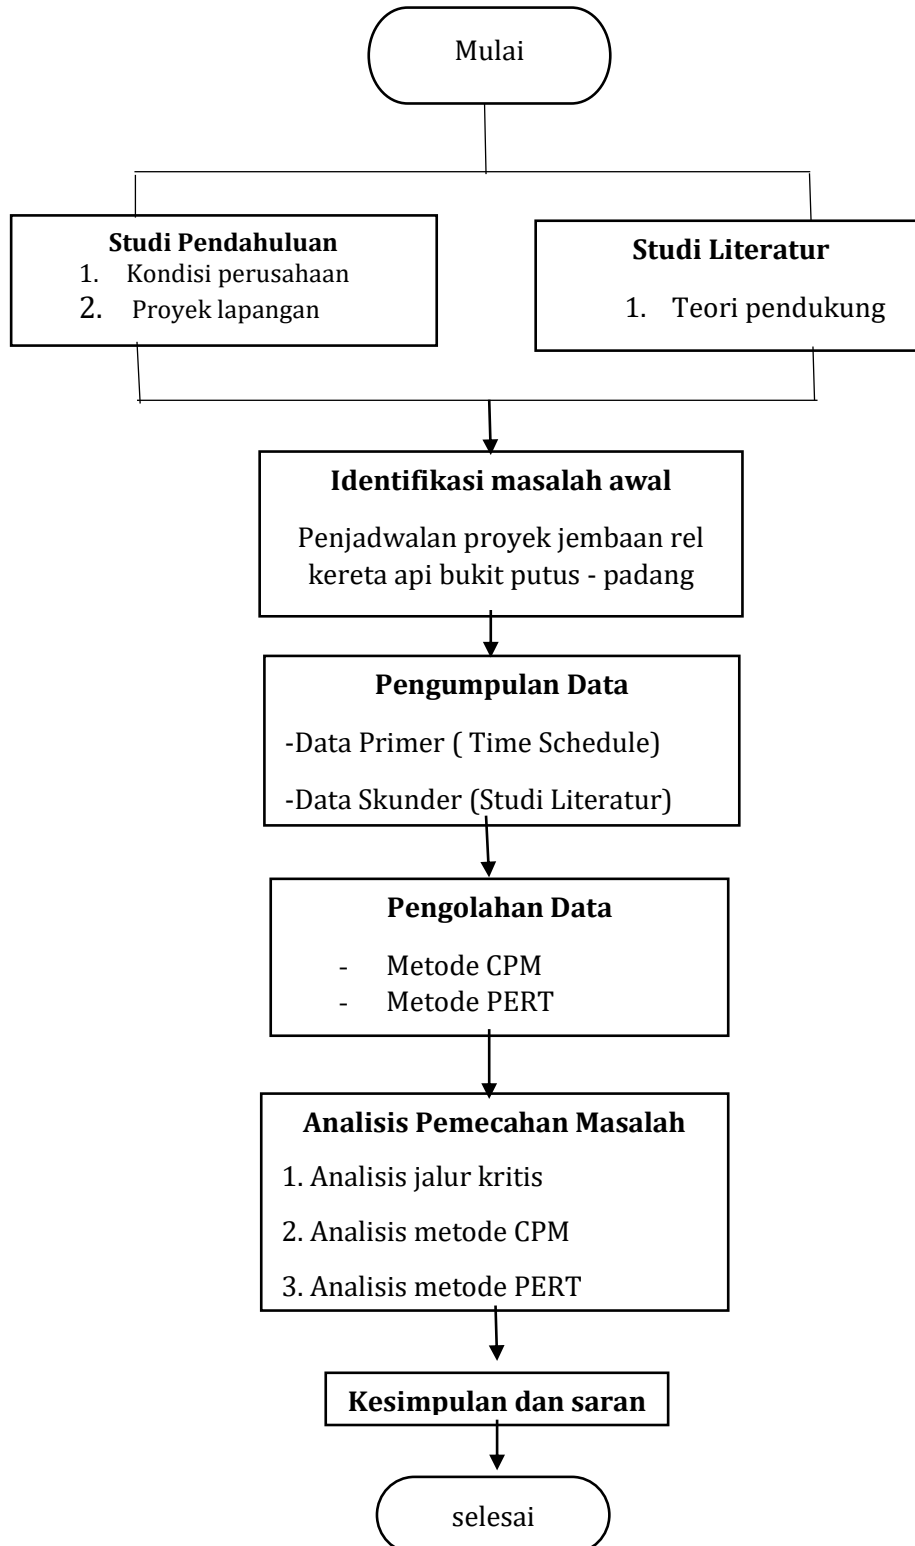 Mulai
Studi Pendahuluan
1. Kondisi perusahaan
2. Proyek lapangan
Studi Literatur
1. Teori pendukung
Identifikasi masalah awal
Penjadwalan proyek jembaan rel
kereta api bukit putus - padang
Pengumpulan Data
-Data Primer ( Time Schedule)
-Data Skunder (Studi Literatur)
Pengolahan Data
- Metode CPM
- Metode PERT
Analisis Pemecahan Masalah
1. Analisis jalur kritis
2. Analisis metode CPM
3. Analisis metode PERT
Kesimpulan dan saran
selesai